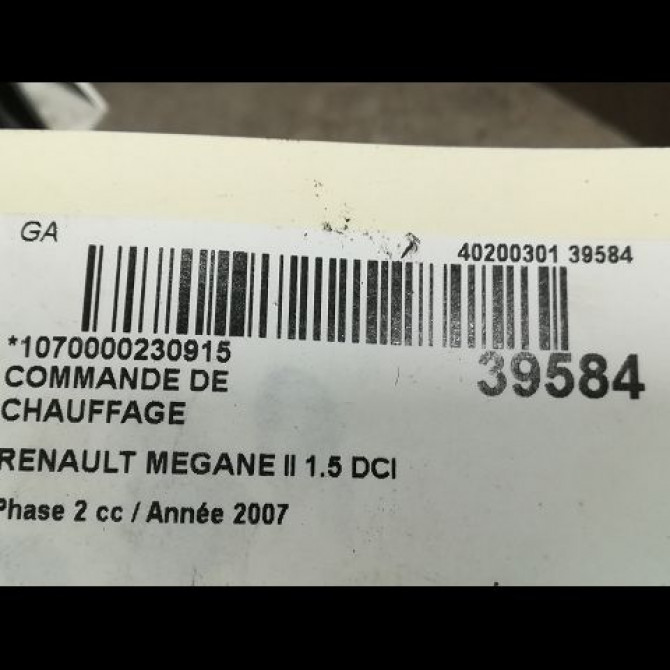 GA
40200301 39584
*1070000230915
39584
COMMANDE DE
CHAUFFAGE
RENAULT MEGANE II 1.5 DCI
Phase 2 cc / Année 2007